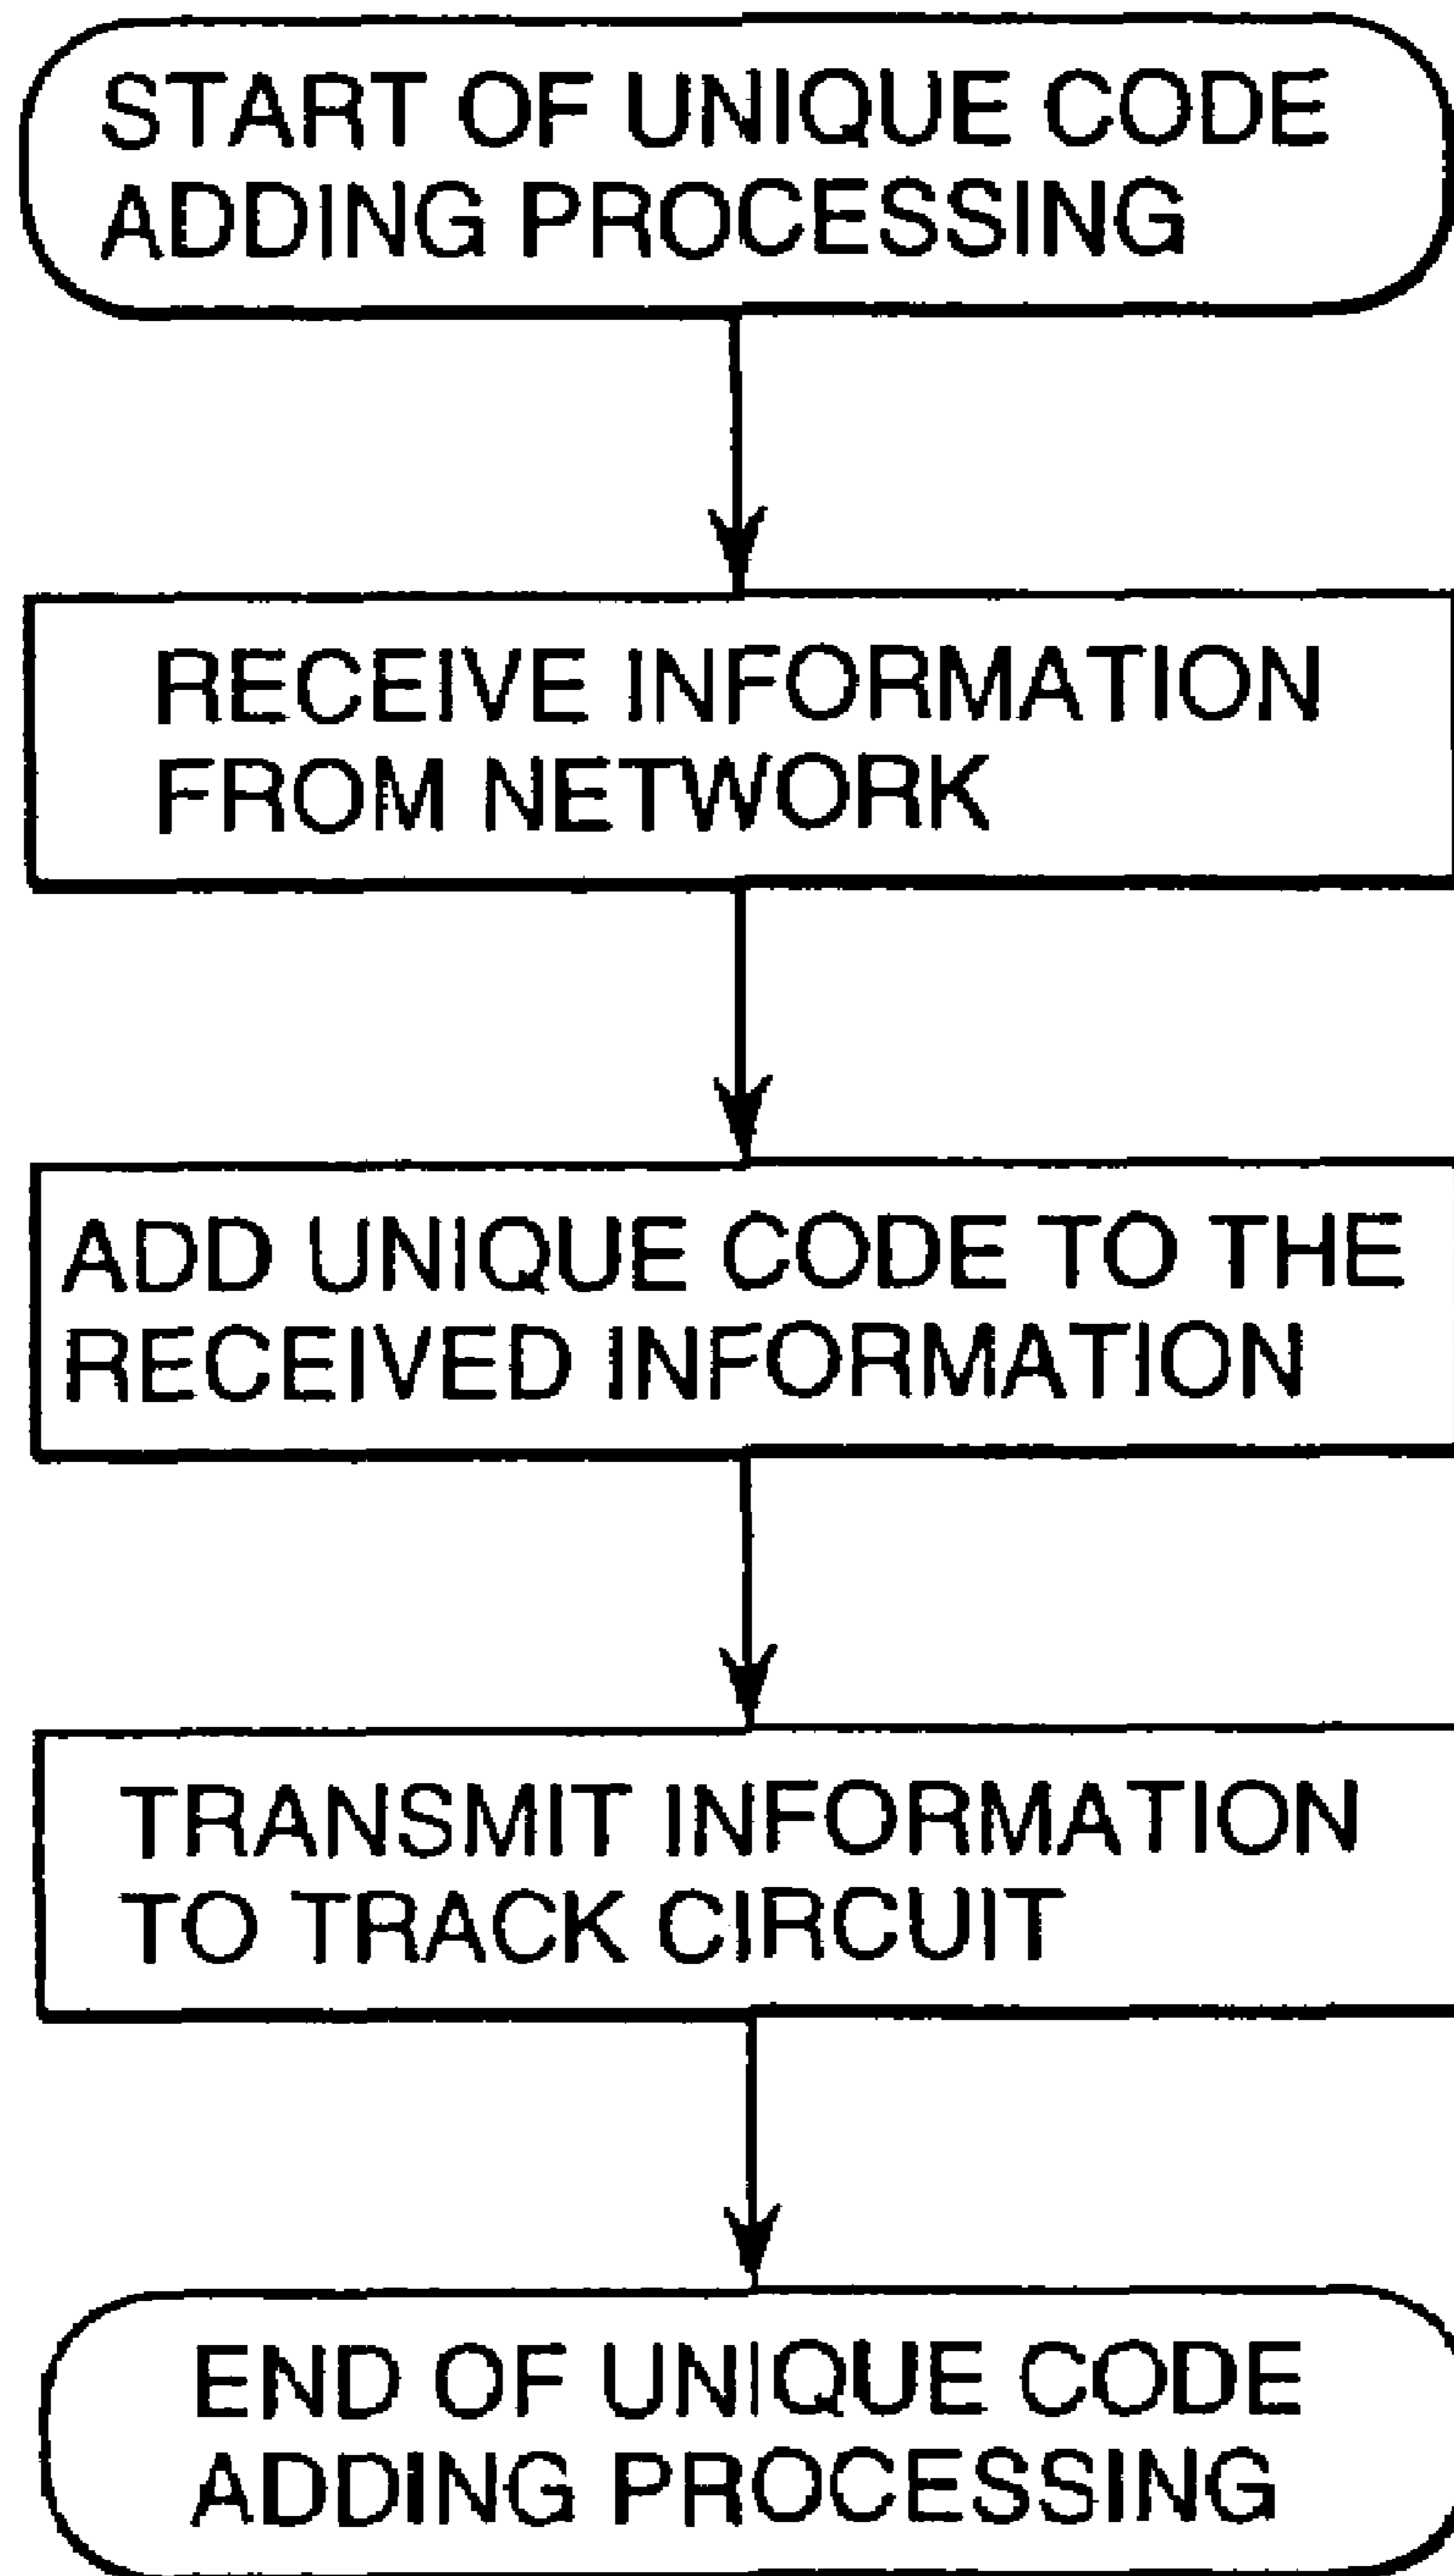 START OF UNIQUE CODE
ADDING PROCESSING
RECEIVE INFORMATION
FROM NETWORK
ADD UNIQUE CODE TO THE
RECEIVED INFORMATION
TRANSMIT INFORMATION
TO TRACK CIRCUIT
END OF UNIQUE CODE
ADDING PROCESSING